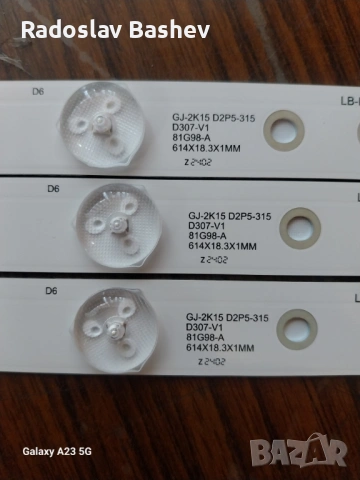 Radoslav Bashev
D6
LB-
GJ-2K15 D2P5-315
D307-V1
81G98-A
614X18.3X1MM
Z 2402
D6
L
GJ-2K15 D2P5-315
D307-V1
81G98-A
614X18.3X1MM
Z 2402
D6
GJ-2K15 D2P5-315
D307-V1
81G98-A
614X18.3X1MM
Z 2402
Galaxy A23 5G
BAZAR